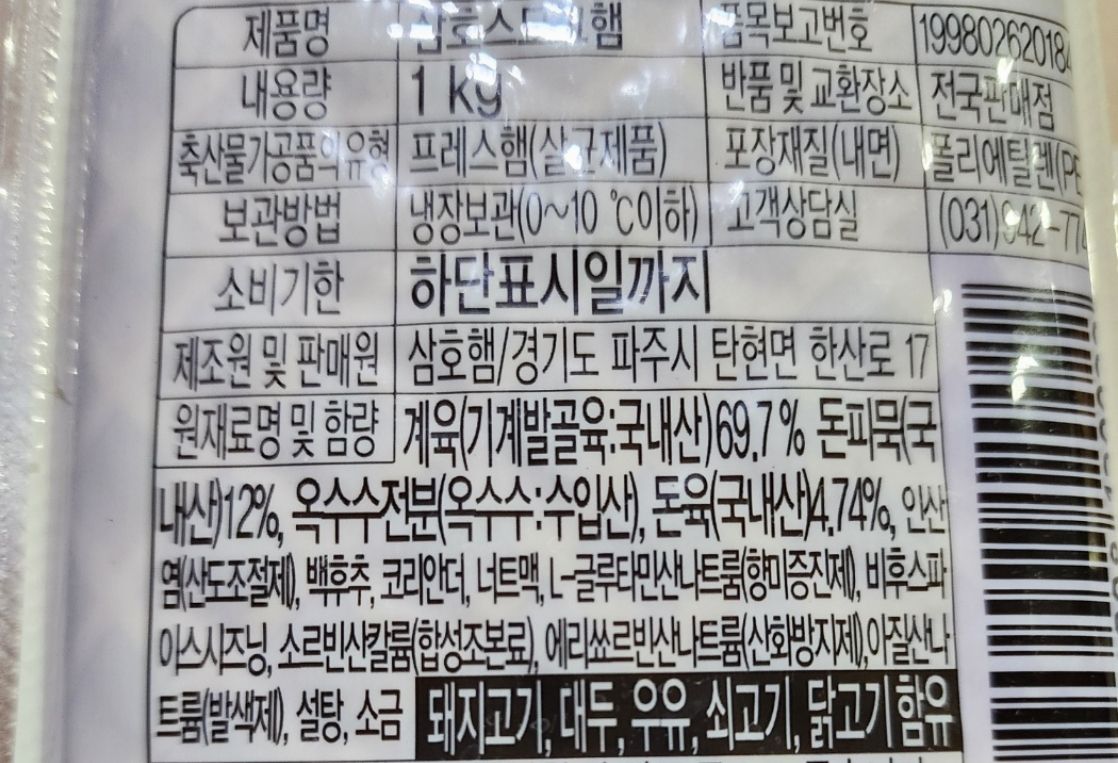 제품명 품목보고번호 199802620184
내용량 1 kg 반품 및 교환장소 전국판매점
축산물가공품의유형 프레스햄(살균제품) 포장재질(내면) 폴리에틸렌(PE
보관방법 냉장보관(0~10 ℃이하) 고객상담실 (031)942-77
소비기한 하단표시일까지
제조원 및 판매원 삼호햄/경기도 파주시 탄현면 한산로 17
원재료명 및 함량 계육(기계발골육:국내산)69.7% 돈피묵(국
내산)12%, 옥수수전분(옥수수:수입산), 돈육(국내산)4.74%, 인산
염(산도조절제), 백후추, 코리안더, 너트맥, L-글루타민산나트륨(향미증진제), 비후스파
이스시즈닝, 소르빈산칼륨(합성조본료), 에리쏘르빈산나트륨(산화방지제),아질산나
트륨(발색제), 설탕, 소금 돼지고기, 대두, 우유, 쇠고기, 닭고기 함유